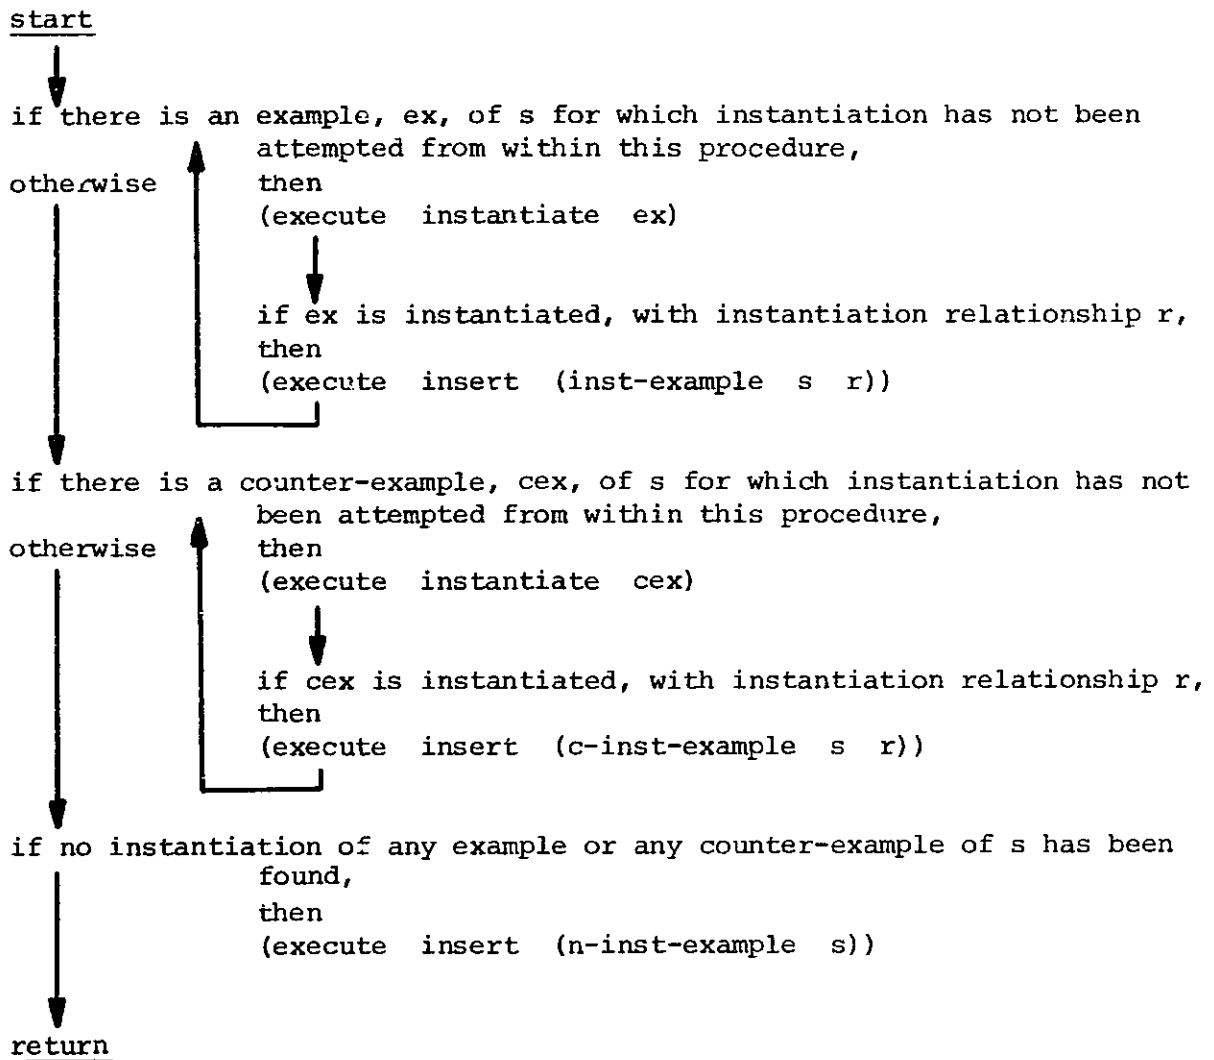 start
if there is an example, ex, of s for which instantiation has not been
attempted from within this procedure,
otherwise then
(execute instantiate ex)
if ex is instantiated, with instantiation relationship r,
then
(execute insert (inst-example s r))
if there is a counter-example, cex, of s for which instantiation has not
been attempted from within this procedure,
otherwise then
(execute instantiate cex)
if cex is instantiated, with instantiation relationship r,
then
(execute insert (c-inst-example s r))
if no instantiation of any example or any counter-example of s has been
found,
then
(execute insert (n-inst-example s))
return